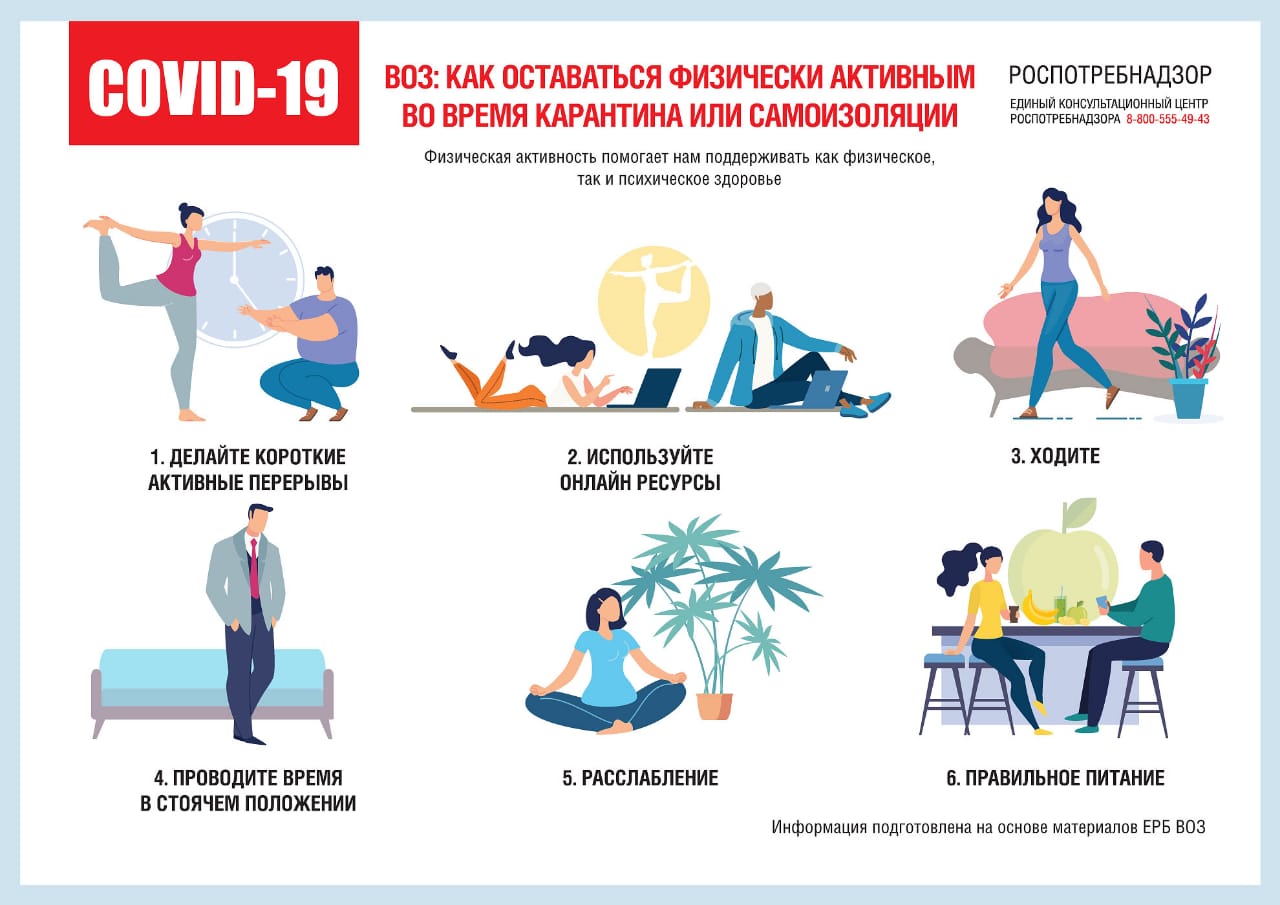 COVID-19
ВОЗ: КАК ОСТАВАТЬСЯ ФИЗИЧЕСКИ АКТИВНЫМ
ВО ВРЕМЯ КАРАНТИНА ИЛИ САМОИЗОЛЯЦИИ
РОСПОТРЕБНАДЗОР
ЕДИНЫЙ КОНСУЛЬТАЦИОННЫЙ ЦЕНТР
РОСПОТРЕБНАДЗОРА 8-800-555-49-43
Физическая активность помогает нам поддерживать как физическое,
так и психическое здоровье
1. ДЕЛАЙТЕ КОРОТКИЕ
АКТИВНЫЕ ПЕРЕРЫВЫ
2. ИСПОЛЬЗУЙТЕ
ОНЛАЙН РЕСУРСЫ
3. ХОДИТЕ
4. ПРОВОДИТЕ ВРЕМЯ
В СТОЯЧЕМ ПОЛОЖЕНИИ
5. РАССЛАБЛЕНИЕ
6. ПРАВИЛЬНОЕ ПИТАНИЕ
Информация подготовлена на основе материалов ЕРБ ВОЗ